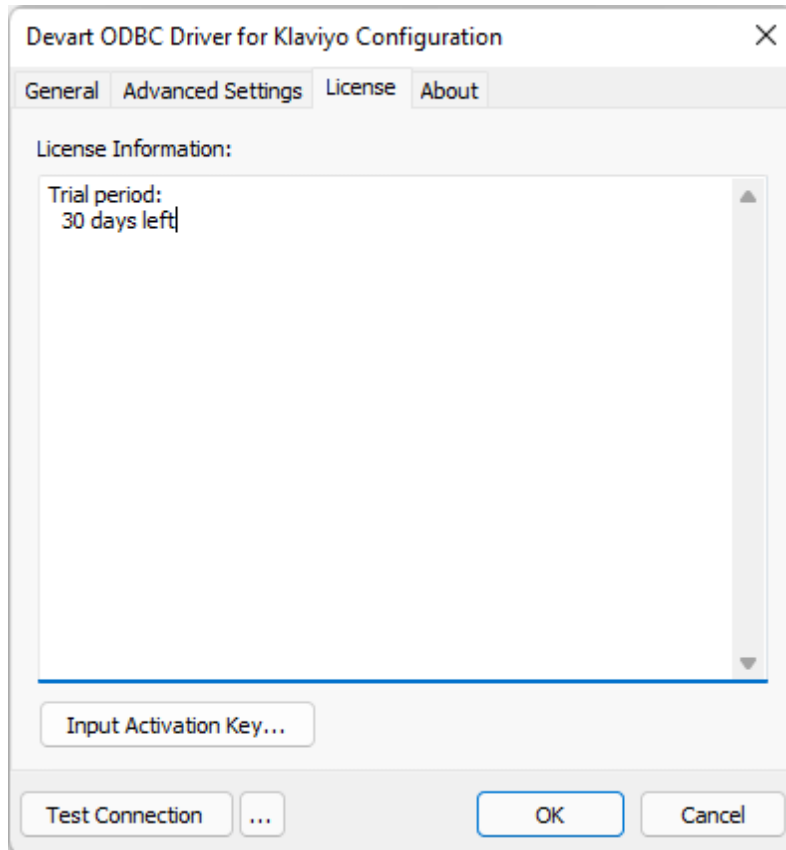 Devart ODBC Driver for Klaviyo Configuration
General Advanced Settings License About
License Information:
Trial period:
30 days left
Input Activation Key...
Test Connection ... OK Cancel